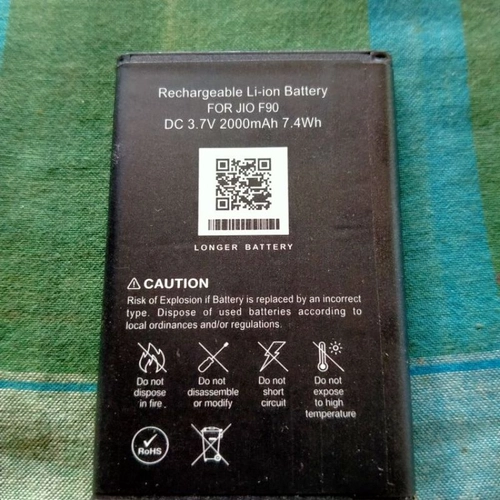 Rechargeable Li-ion Battery
FOR JIO F90
DC 3.7V 2000mAh 7.4Wh
LONGER BATTERY
⚠ CAUTION
Risk of Explosion if Battery is replaced by an incorrect
type. Dispose of used batteries according to
local ordinances and/or regulations.
Do not dispose in fire
Do not disassemble or modify
Do not short circuit
Do not expose to high temperature
RoHS